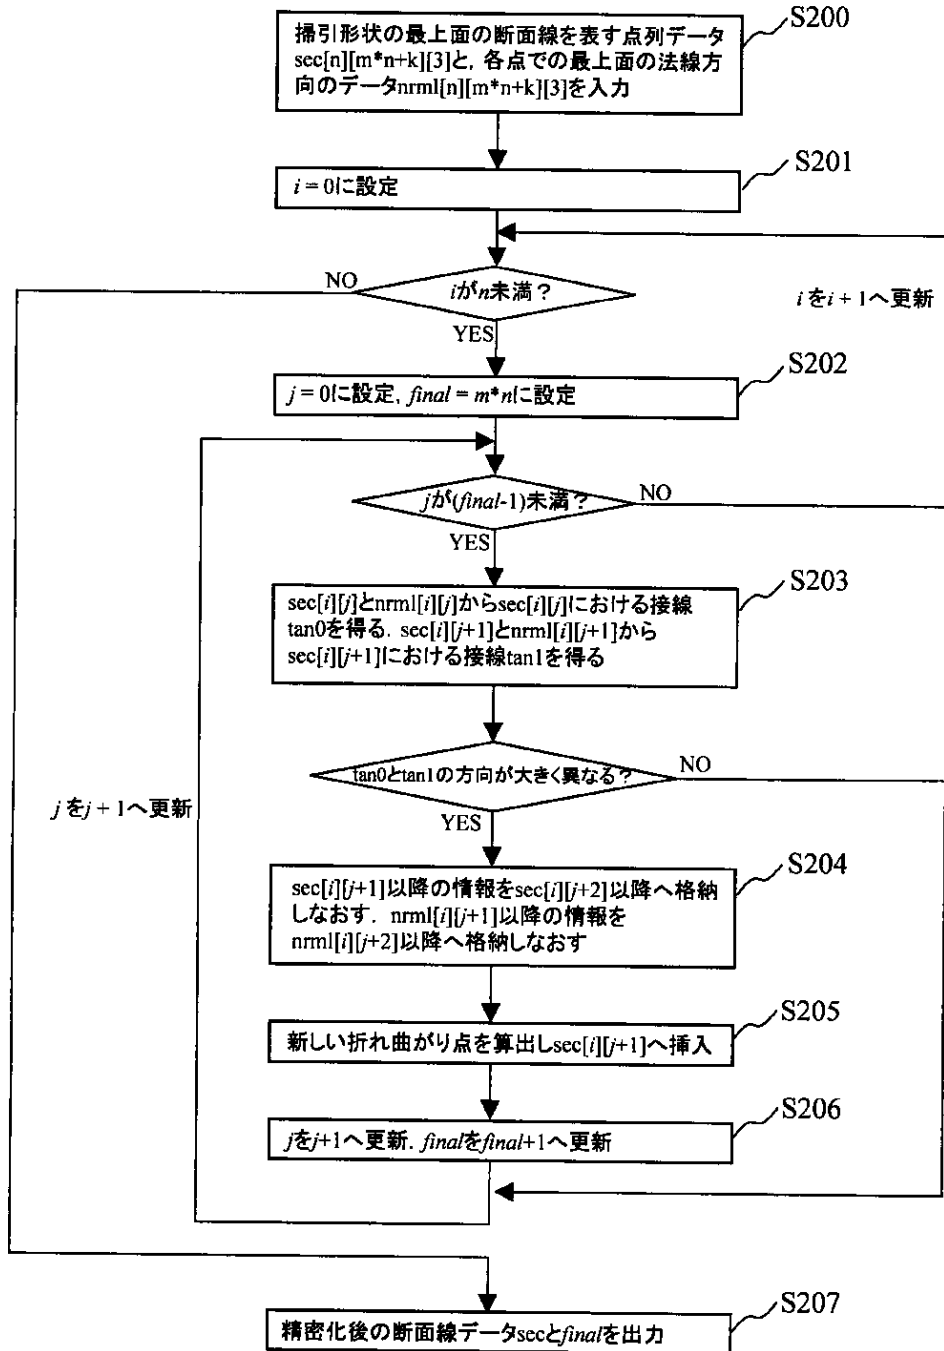 S200
掃引形状の最上面の断面線を表す点列データ
sec[n][m*n+k][3]と, 各点での最上面の法線方
向のデータnrml[n][m*n+k][3]を入力
S201
i = 0に設定
NO
iがn未満？
iをi + 1へ更新
YES
S202
j = 0に設定, final = m*nに設定
jが(final-1)未満？
NO
YES
S203
sec[i][j]とnrml[i][j]からsec[i][j]における接線
tan0を得る. sec[i][j+1]とnrml[i][j+1]から
sec[i][j+1]における接線tan1を得る
tan0とtan1の方向が大きく異なる？
NO
jをj + 1へ更新
YES
S204
sec[i][j+1]以降の情報をsec[i][j+2]以降へ格納
しなおす. nrml[i][j+1]以降の情報を
nrml[i][j+2]以降へ格納しなおす
S205
新しい折れ曲がり点を算出しsec[i][j+1]へ挿入
S206
jをj+1へ更新. finalをfinal+1へ更新
S207
精密化後の断面線データsecとfinalを出力